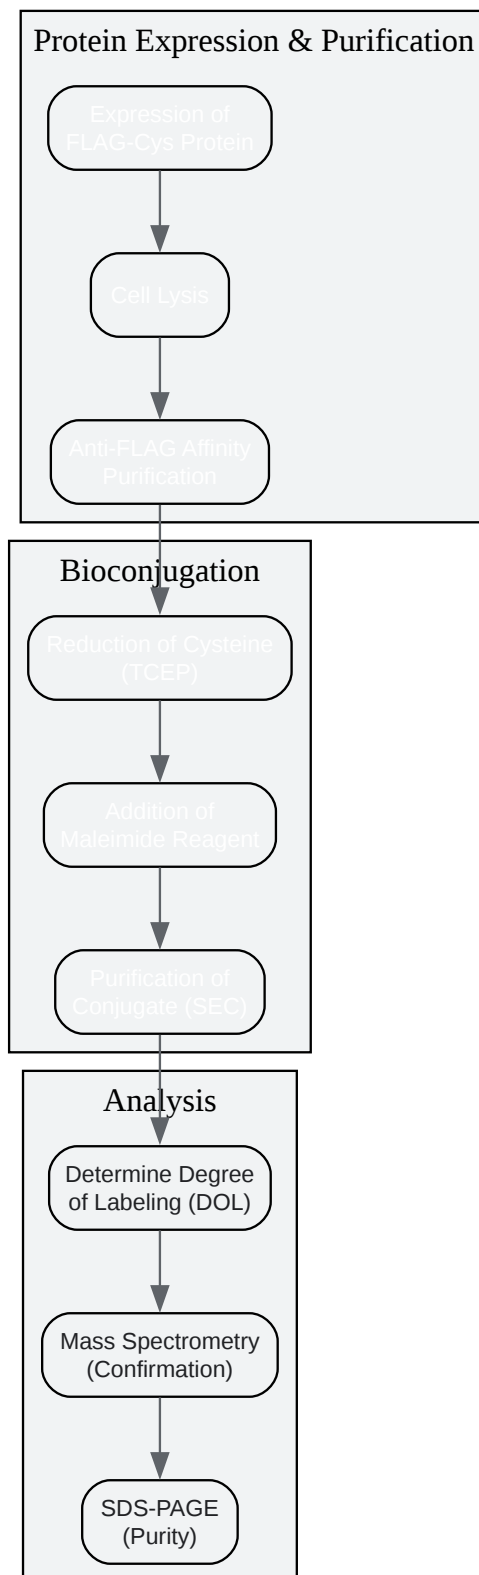 Protein Expression & Purification
Expression of
FLAG-Cys Protein
Cell Lysis
Anti-FLAG Affinity
Purification
Bioconjugation
Reduction of Cysteine
(TCEP)
Addition of
Maleimide Reagent
Purification of
Conjugate (SEC)
Analysis
Determine Degree
of Labeling (DOL)
Mass Spectrometry
(Confirmation)
SDS-PAGE
(Purity)